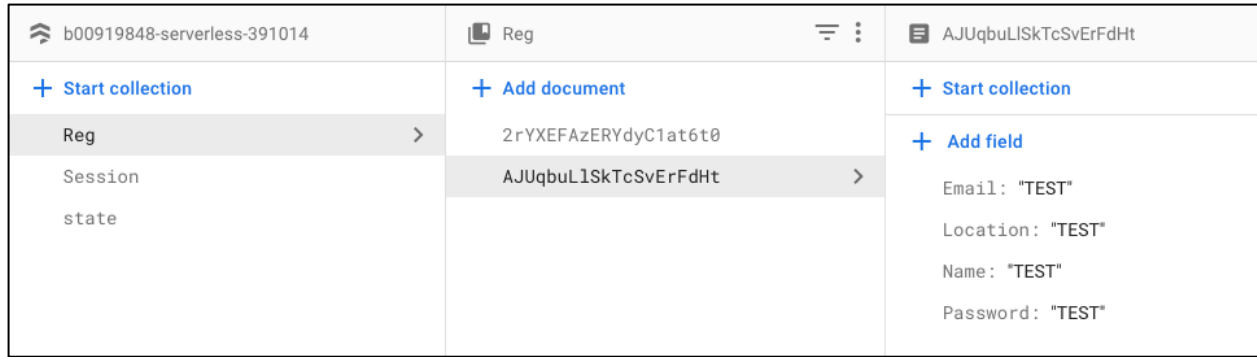 b00919848-serverless-391014
Start collection
Reg
Session
state
Reg
Add document
2rYXEFAzERYdyC1at6t0
AJUqbuLlSkTcSvErFdHt
AJUqbuLlSkTcSvErFdHt
Start collection
Add field
Email: "TEST"
Location: "TEST"
Name: "TEST"
Password: "TEST"